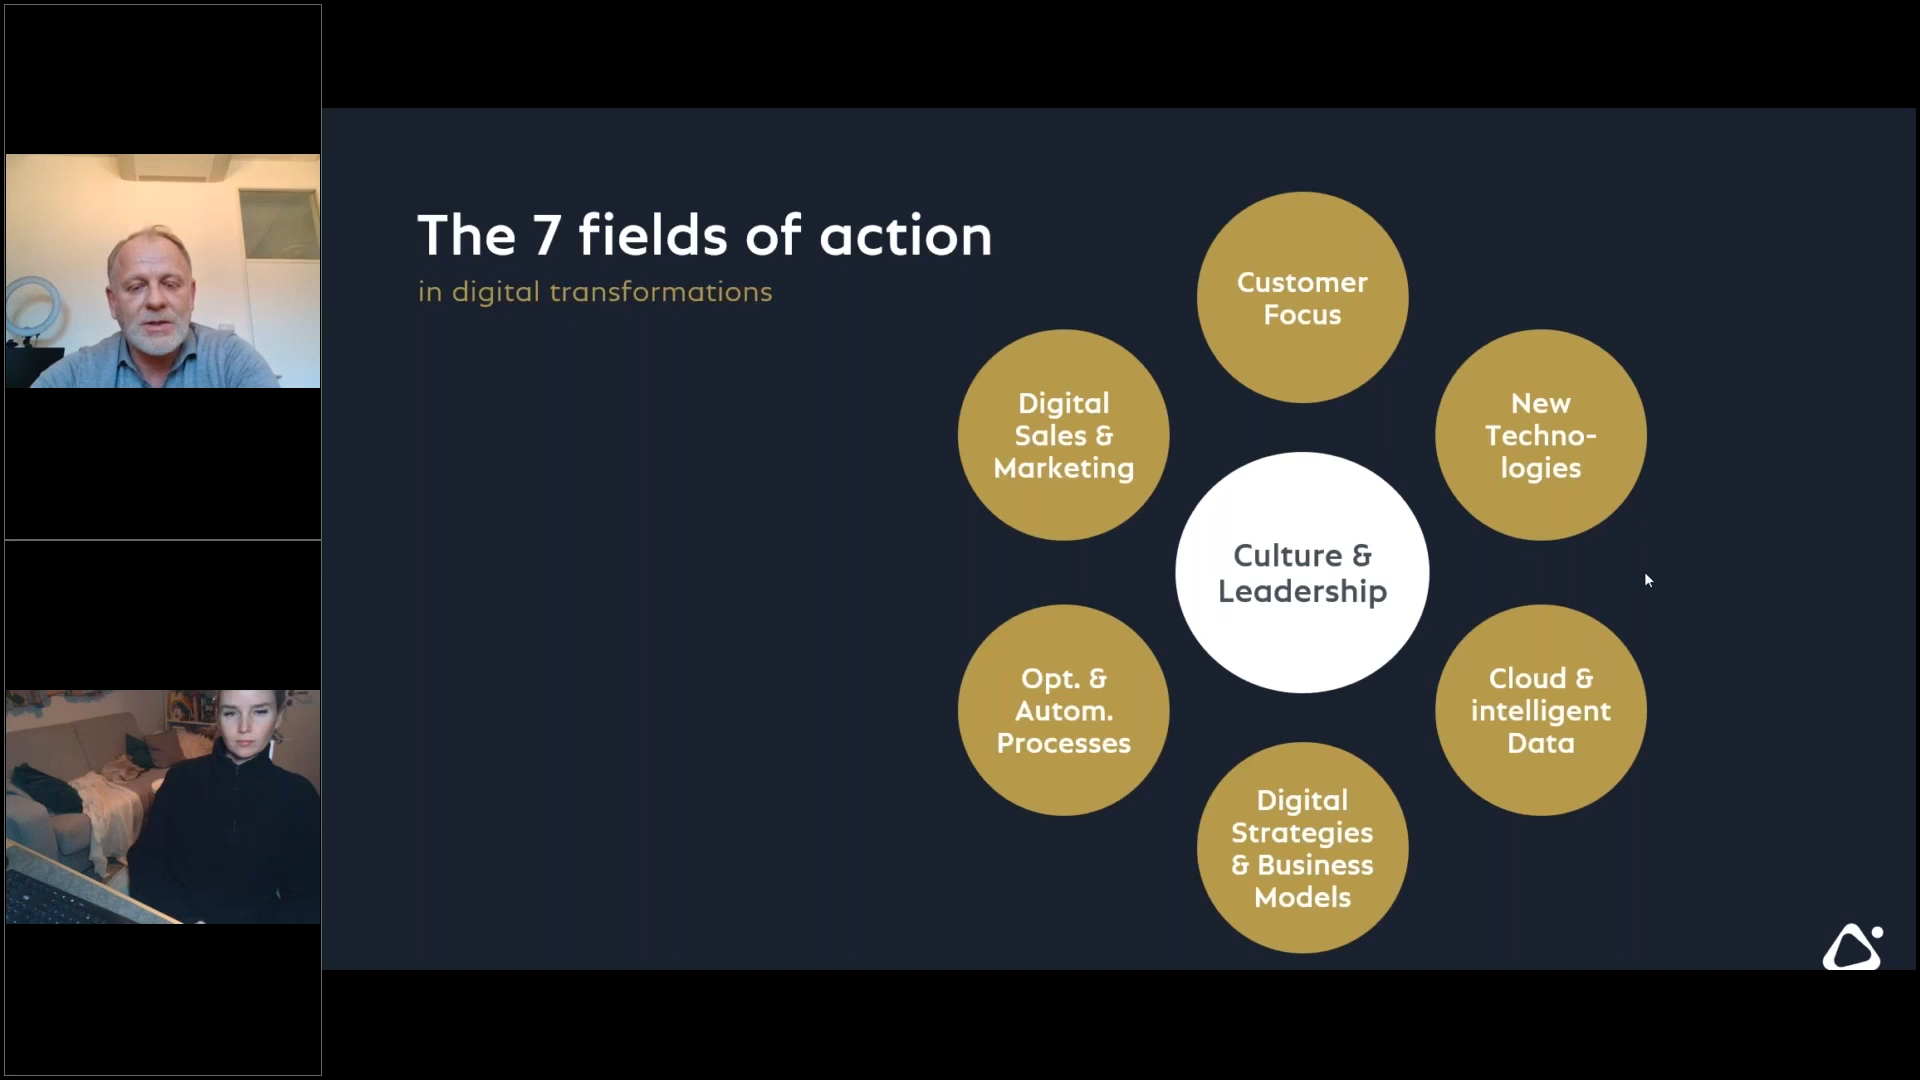 The 7 fields of action
in digital transformations
Customer
Focus
Digital
Sales &
Marketing
New
Techno-
logies
Culture &
Leadership
Opt. &
Autom.
Processes
Cloud &
intelligent
Data
Digital
Strategies
& Business
Models